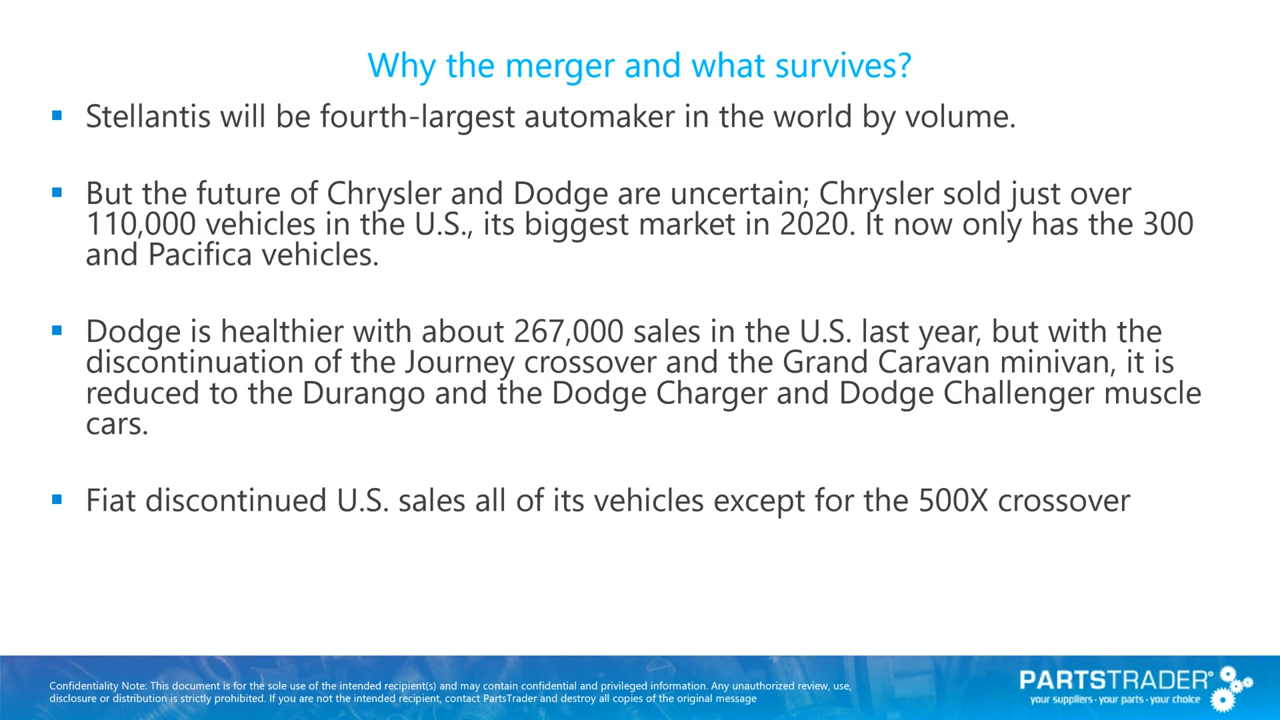 Why the merger and what survives?
▪ Stellantis will be fourth-largest automaker in the world by volume.
▪ But the future of Chrysler and Dodge are uncertain; Chrysler sold just over
110,000 vehicles in the U.S., its biggest market in 2020. It now only has the 300
and Pacifica vehicles.
▪ Dodge is healthier with about 267,000 sales in the U.S. last year, but with the
discontinuation of the Journey crossover and the Grand Caravan minivan, it is
reduced to the Durango and the Dodge Charger and Dodge Challenger muscle
cars.
▪ Fiat discontinued U.S. sales all of its vehicles except for the 500X crossover
Confidentiality Note: This document is for the sole use of the intended recipient(s) and may contain confidential and privileged information. Any unauthorized review, use,
disclosure or distribution is strictly prohibited. If you are not the intended recipient, contact PartsTrader and destroy all copies of the original message
PARTSTRADER®
your suppliers · your parts · your choice